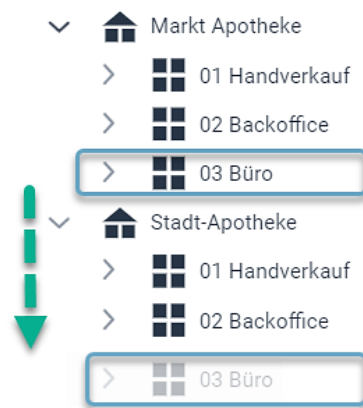 Markt Apotheke
01 Handverkauf
02 Backoffice
03 Büro
Stadt-Apotheke
01 Handverkauf
02 Backoffice
03 Büro